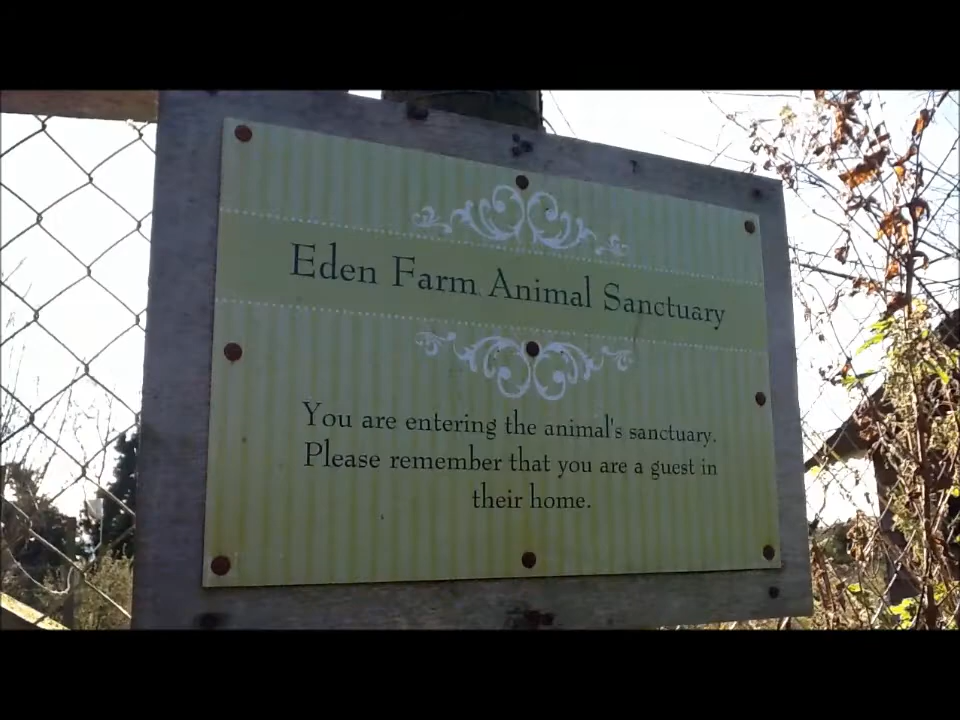 Eden Farm Animal Sanctuary
You are entering the animal's sanctuary.
Please remember that you are a guest in
their home.